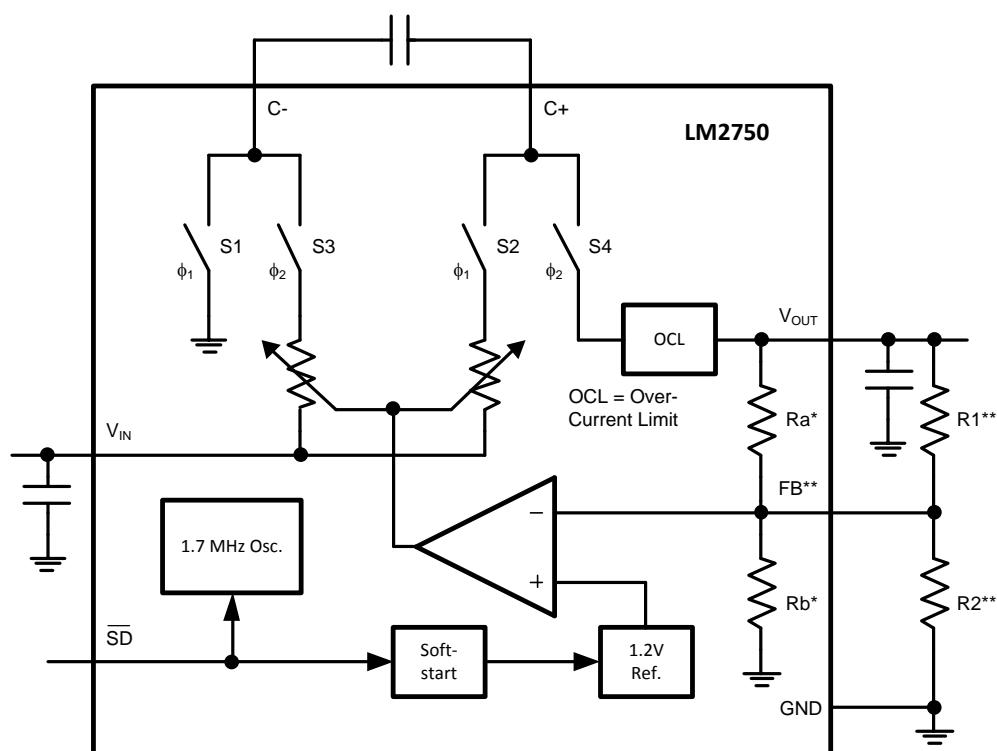 C-
C+
LM2750
S1
S3
S2
S4
ϕ1
ϕ2
ϕ1
ϕ2
OCL
VOUT
OCL = Over-
Current Limit
Ra*
R1**
VIN
FB**
1.7 MHz Osc.
−
+
Rb*
R2**
SD
Soft-
start
1.2V
Ref.
GND